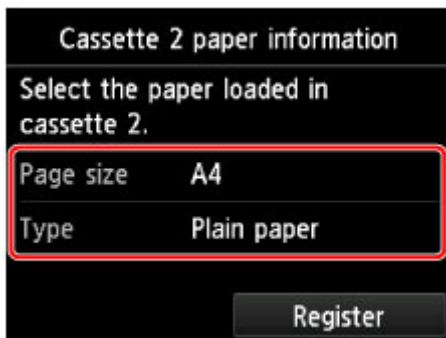 Cassette 2 paper information
Select the paper loaded in
cassette 2.
Page size A4
Type Plain paper
Register